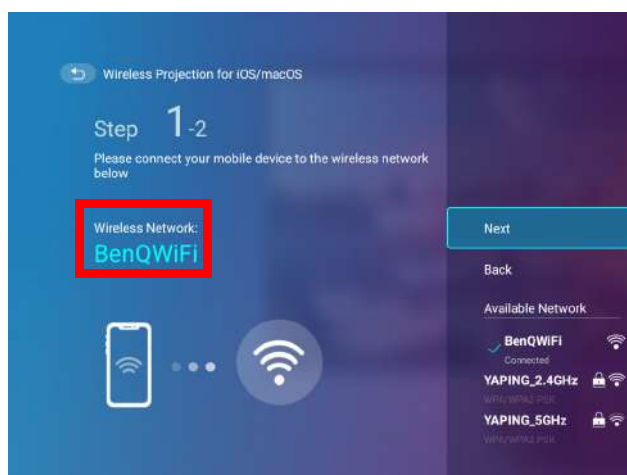 Wireless Projection for iOS/macOS
Step 1-2
Please connect your mobile device to the wireless network
below
Wireless Network:
BenQWiFi
Next
Back
Available Network
BenQWiFi
Connected
YAPING_2.4GHz
WPA/WPA2 PSK
YAPING_5GHz
WPA/WPA2 PSK